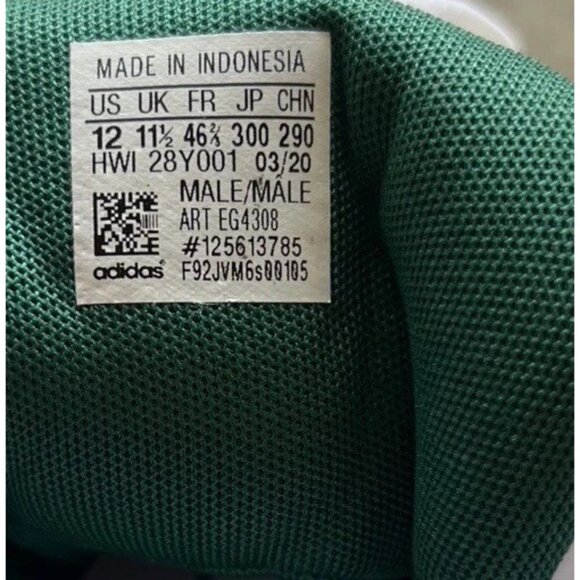 MADE IN INDONESIA
US UK FR JP CHN
12 11½ 46⅔ 300 290
HWI 28Y001 03/20
MALE/MÂLE
ART EG4308
#125613785
adidas F92JVM6s00105